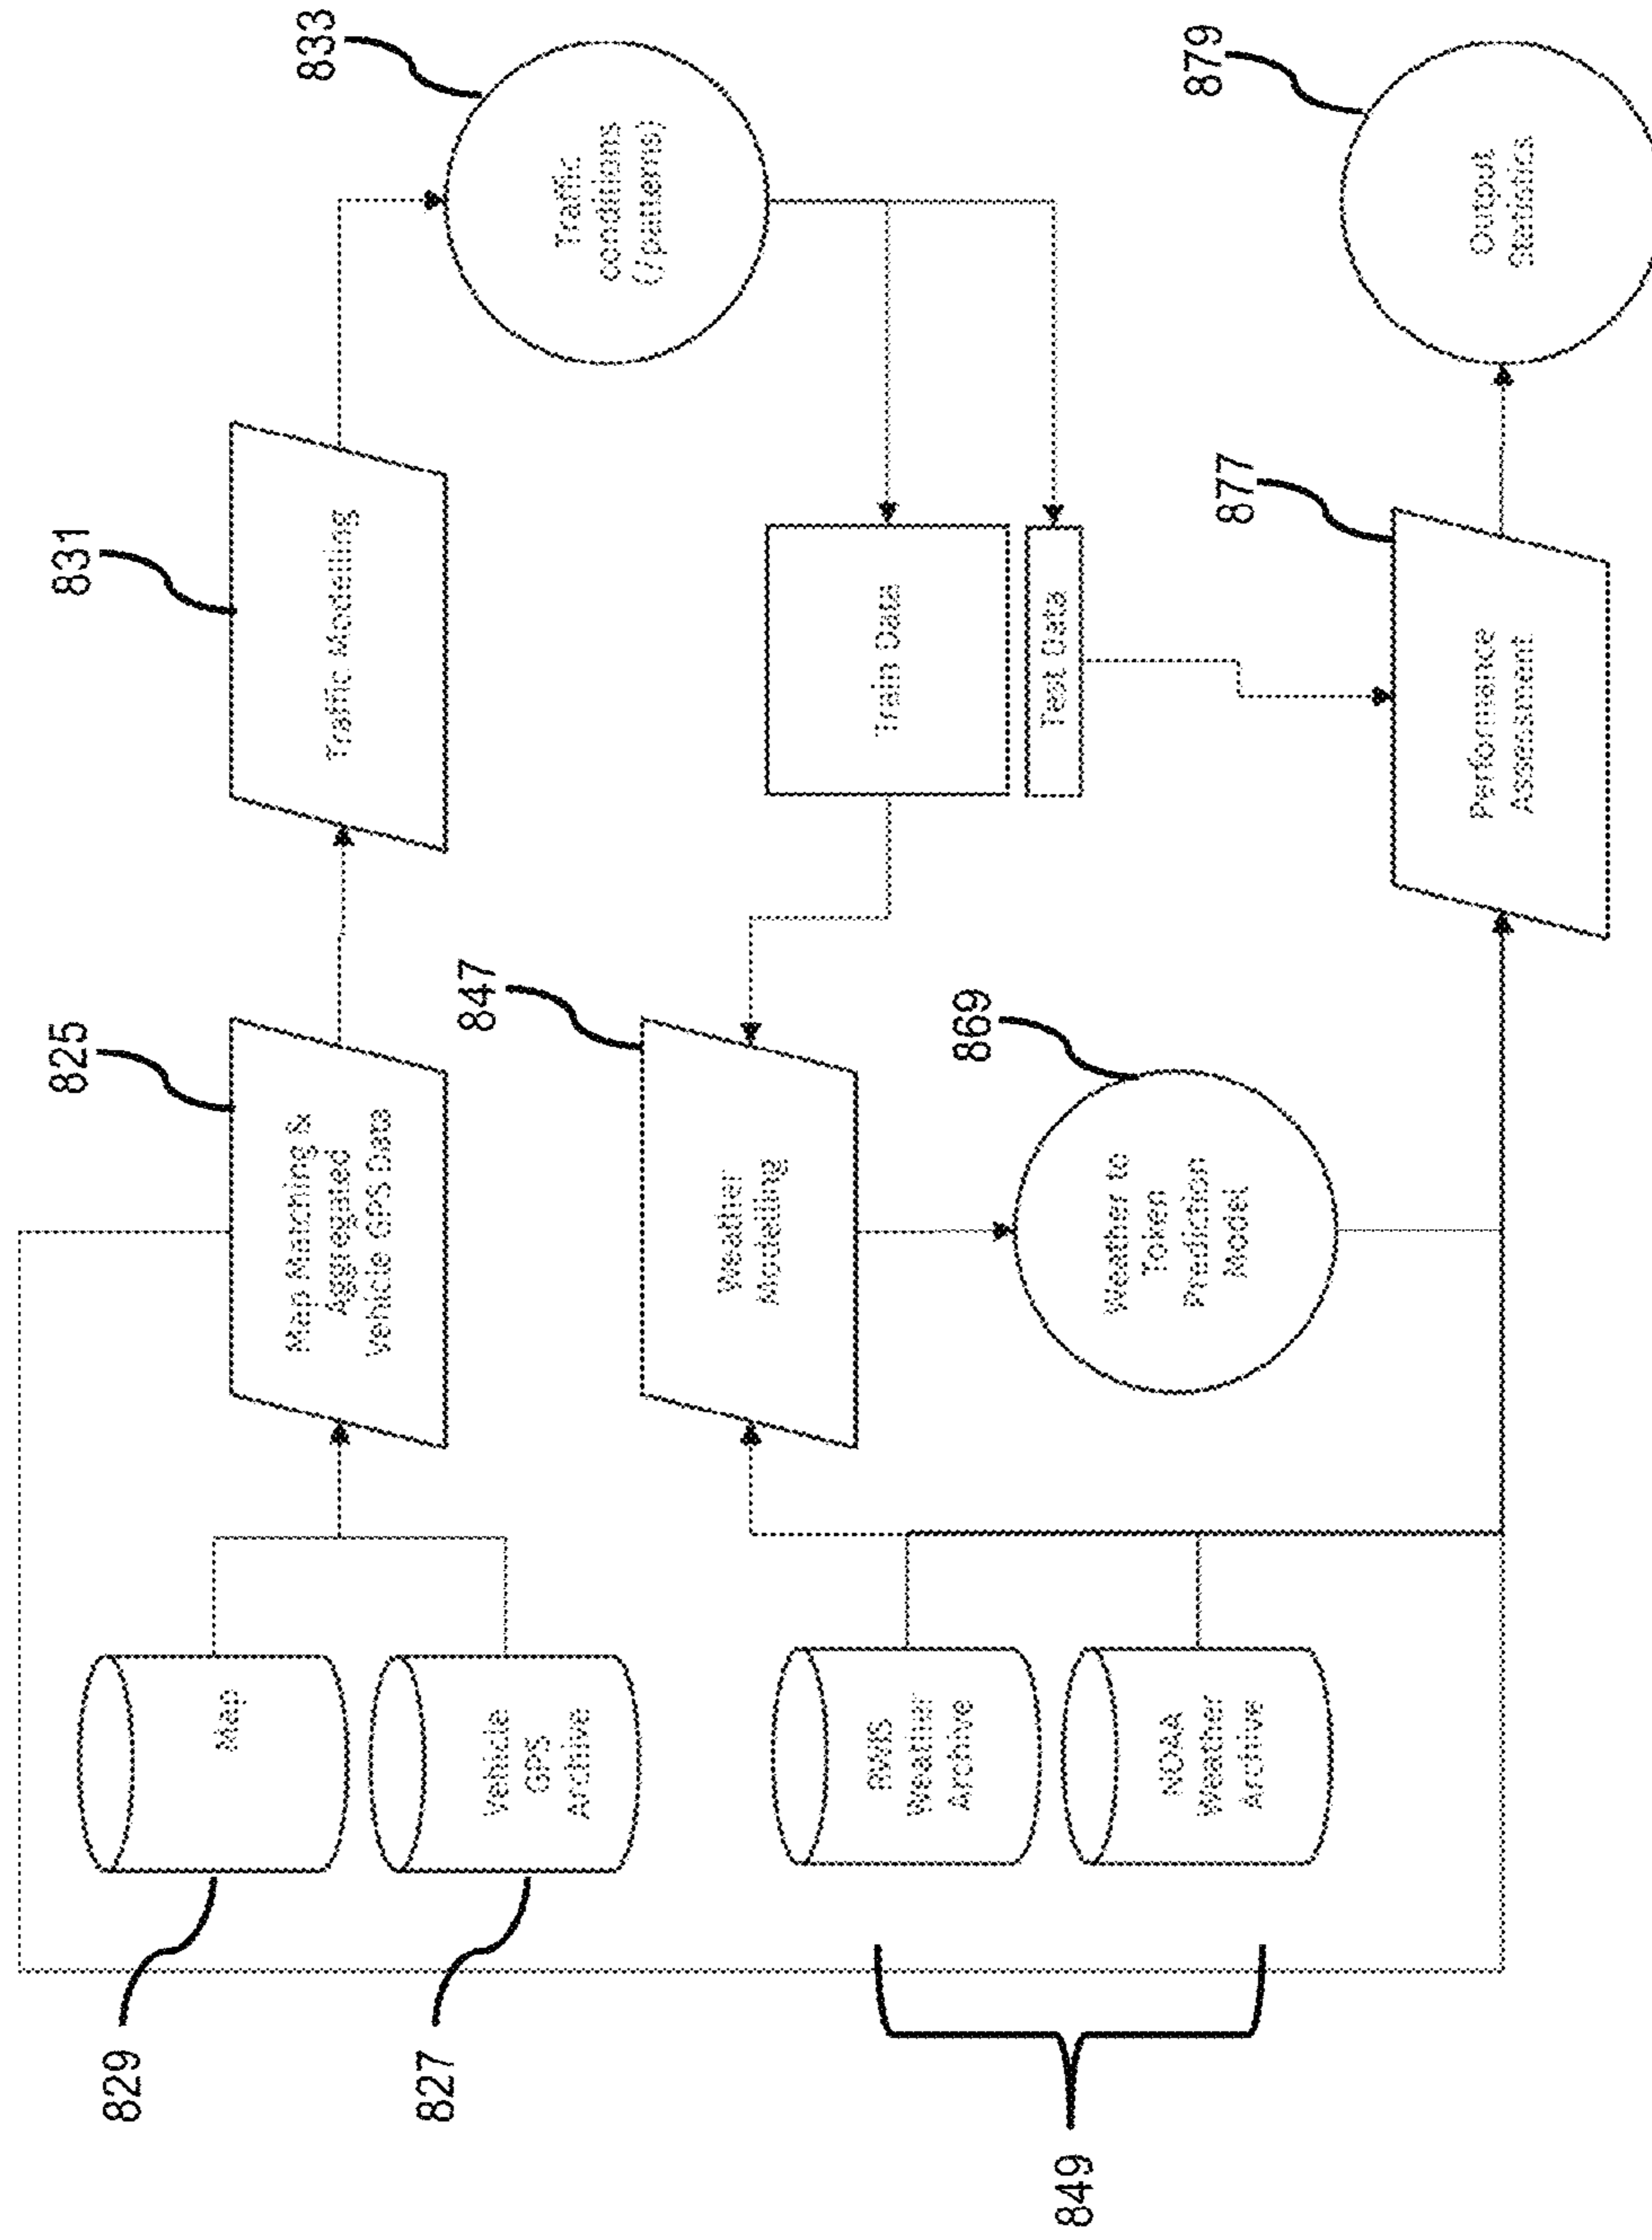 829
Map
827
Vehicle
GPS
Archive
825
Map Matching &
Aggregated
Vehicle GPS Data
831
Traffic Modelling
833
Traffic
conditions
(/patterns)
849
RWIS
Weather
Archive
NOAA
Weather
Archive
847
Weather
Modelling
Train Data
Test Data
869
Weather to
Token
Prediction
Model
877
Performance
Assesment
879
Output
Statistics